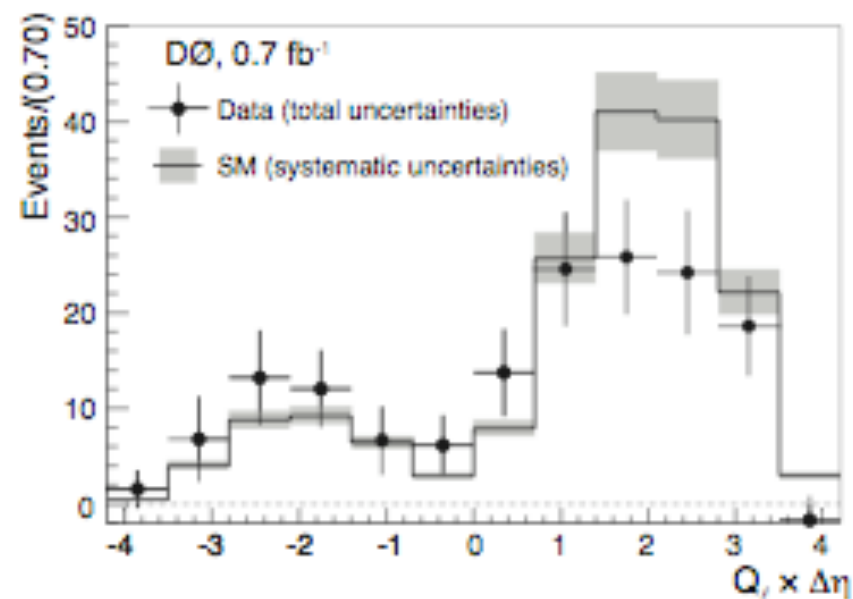 50
40
30
20
10
0
Events/(0.70)
DØ, 0.7 fb⁻¹
Data (total uncertainties)
SM (systematic uncertainties)
-4 -3 -2 -1 0 1 2 3 4
Q × Δη